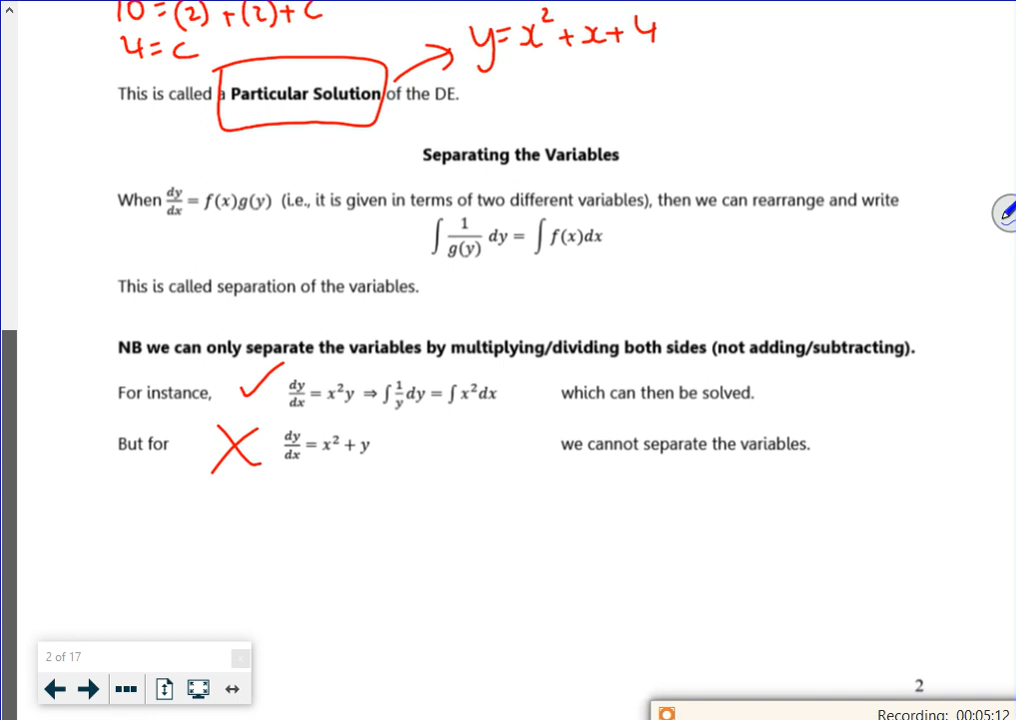 10 = (2) + (2) + C
4 = C
y = x² + x + 4
This is called a Particular Solution of the DE.
Separating the Variables
When dy/dx = f(x)g(y) (i.e., it is given in terms of two different variables), then we can rearrange and write
∫ 1/g(y) dy = ∫ f(x)dx
This is called separation of the variables.
NB we can only separate the variables by multiplying/dividing both sides (not adding/subtracting).
For instance, ✓ dy/dx = x²y ⇒ ∫ 1/y dy = ∫ x²dx which can then be solved.
But for ✗ dy/dx = x² + y we cannot separate the variables.
2 of 17
x
2
Recording: 00:05:12